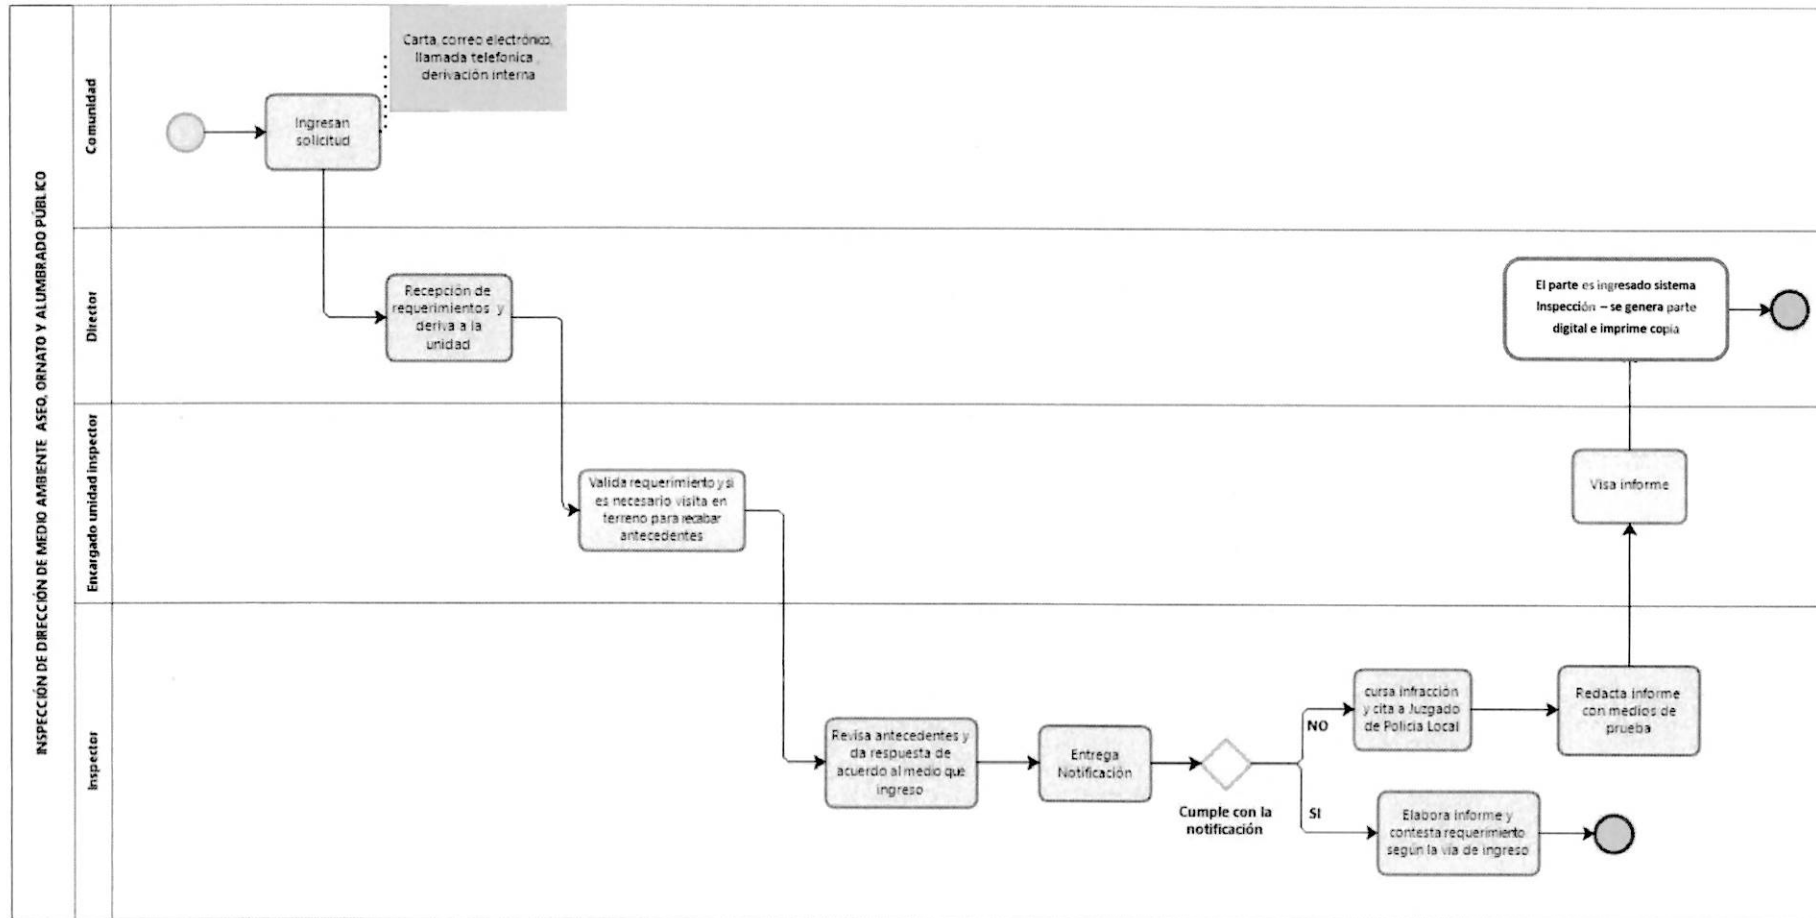 INSPECCIÓN DE DIRECCIÓN DE MEDIO AMBIENTE ASEO, ORNATO Y ALUMBRADO PÚBLICO
Comunidad
Carta, correo electrónico,
llamada telefonica ,
derivación interna
Ingresan
solicitud
Director
Recepción de
requerimientos y
deriva a la
unidad
El parte es ingresado sistema
Inspección – se genera parte
digital e imprime copia
Encargado unidad inspector
Valida requerimiento y si
es necesario visita en
terreno para recabar
antecedentes
Visa informe
Inspector
Revisa antecedentes y
da respuesta de
acuerdo al medio que
ingreso
Entrega
Notificación
Cumple con la
notificación
NO
cursa infracción
y cita a Juzgado
de Policia Local
Redacta informe
con medios de
prueba
SI
Elabora informe y
contesta requerimiento
según la vía de ingreso